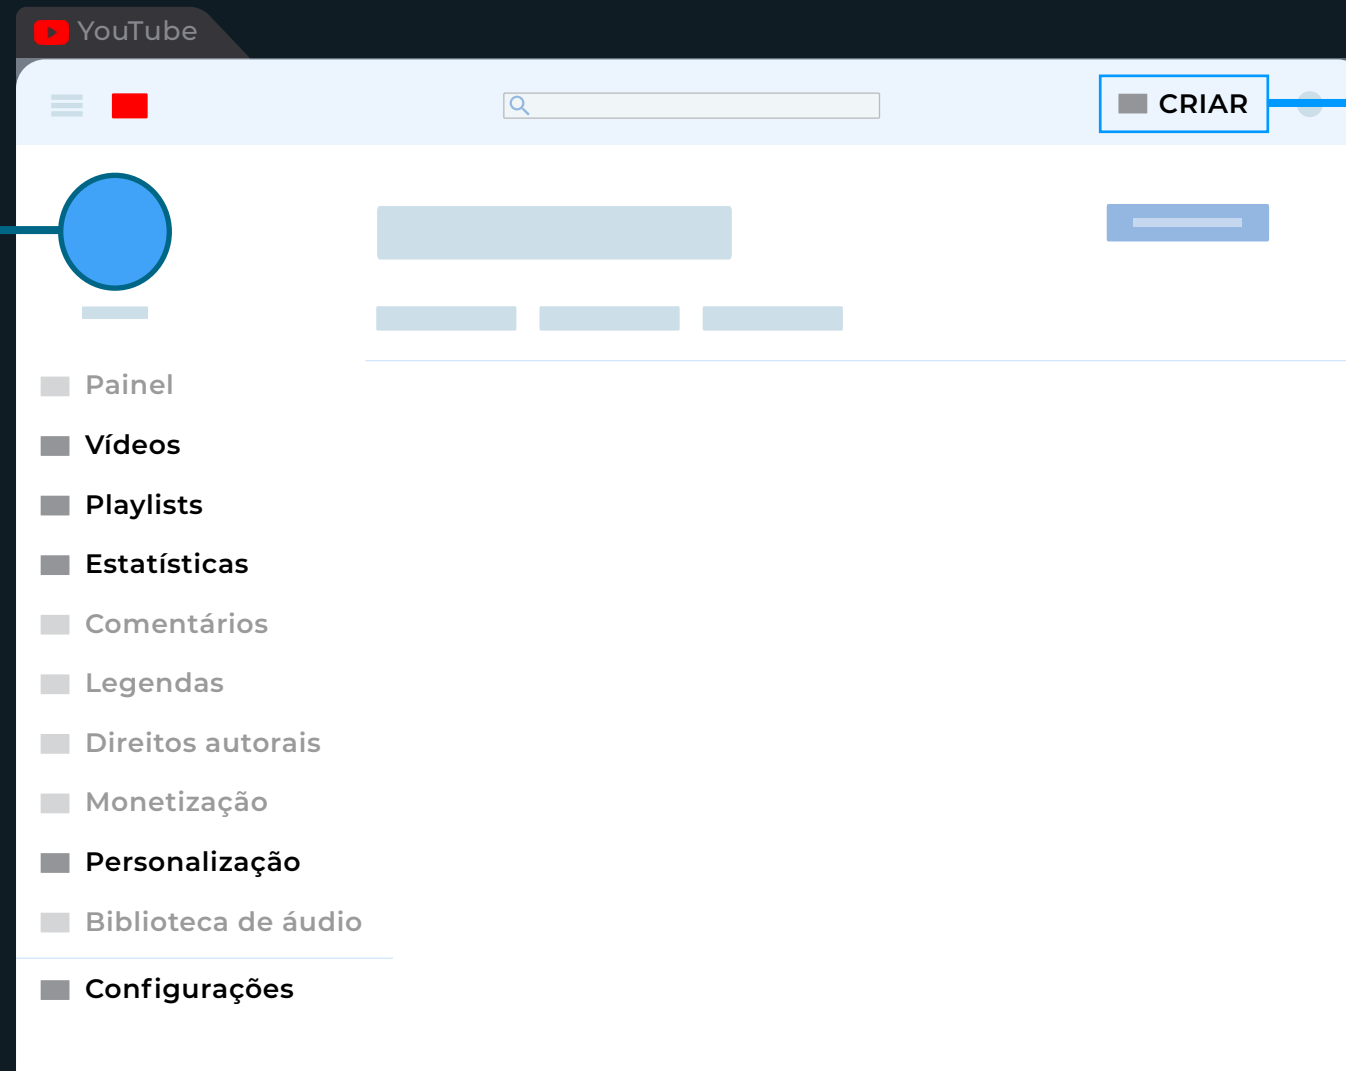 YouTube
CRIAR
Painel
Vídeos
Playlists
Estatísticas
Comentários
Legendas
Direitos autorais
Monetização
Personalização
Biblioteca de áudio
Configurações